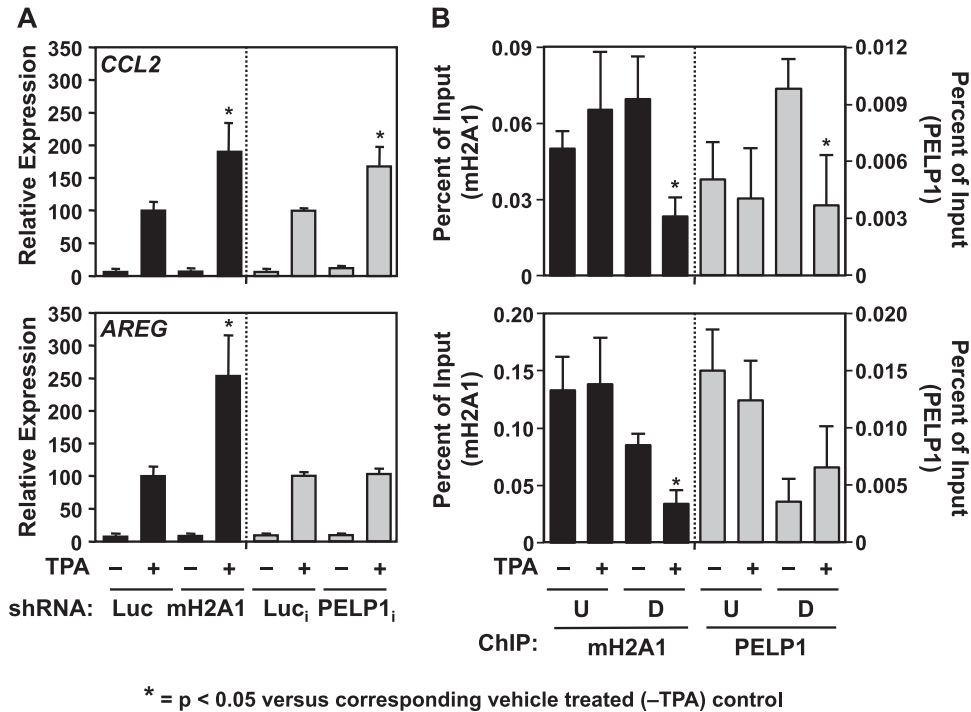 A
B
Relative Expression
350
300
250
200
150
100
50
0
CCL2
*
*
Percent of Input
(mH2A1)
0.09
0.06
0.03
0
*
*
0.012
0.009
0.006
0.003
0
Percent of Input
(PELP1)
Relative Expression
350
300
250
200
150
100
50
0
AREG
*
Percent of Input
(mH2A1)
0.20
0.15
0.10
0.05
0
*
0.020
0.015
0.010
0.005
0
Percent of Input
(PELP1)
TPA – + – + – + – +
shRNA: Luc mH2A1 Luci PELP1i
TPA – + – + – + – +
U D U D
ChIP: mH2A1 PELP1
* = p < 0.05 versus corresponding vehicle treated (–TPA) control